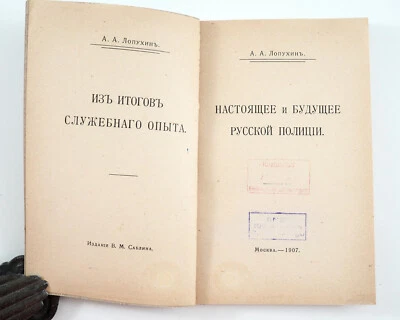 А. А. Лопухинъ.
ИЗЪ ИТОГОВЪ
СЛУЖЕБНАГО ОПЫТА.
Изданіе В. М. Саблина.
А. А. Лопухинъ.
НАСТОЯЩЕЕ и БУДУЩЕЕ
РУССКОЙ ПОЛИЦІИ.
Москва.—1907.